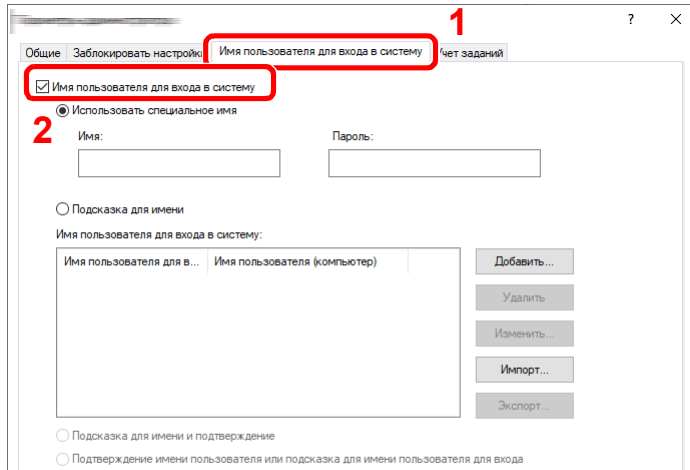 1
? ×
Общие Заблокировать настройки Имя пользователя для входа в систему Учет заданий
Имя пользователя для входа в систему
2
Использовать специальное имя
Имя: Пароль:
Подсказка для имени
Имя пользователя для входа в систему:
Имя пользователя для в... Имя пользователя (компьютер)
Добавить...
Удалить
Изменить...
Импорт...
Экспорт...
Подсказка для имени и подтверждение
Подтверждение имени пользователя или подсказка для имени пользователя для входа